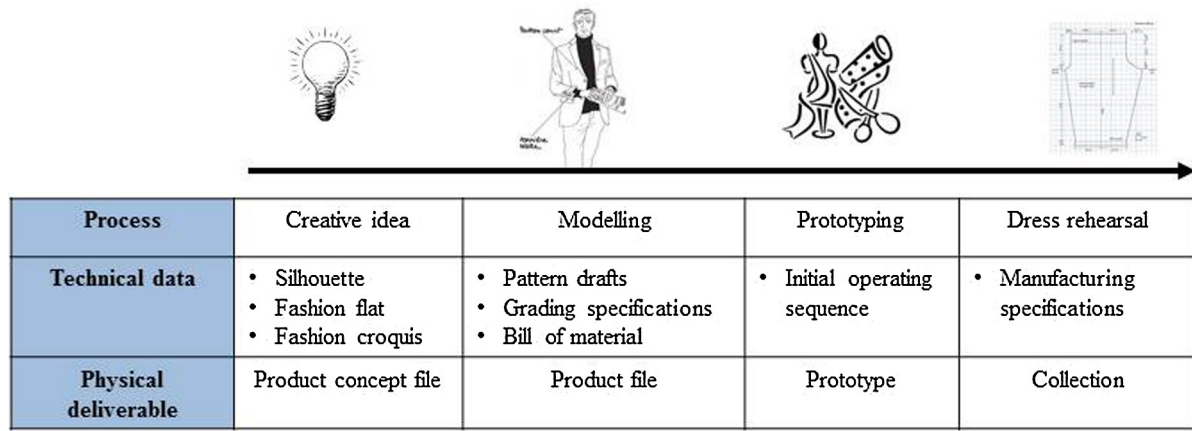 Process Creative idea Modelling Prototyping Dress rehearsal
Technical data • Silhouette • Pattern drafts • Initial operating • Manufacturing
• Fashion flat • Grading specifications sequence specifications
• Fashion croquis • Bill of material
Physical Product concept file Product file Prototype Collection
deliverable